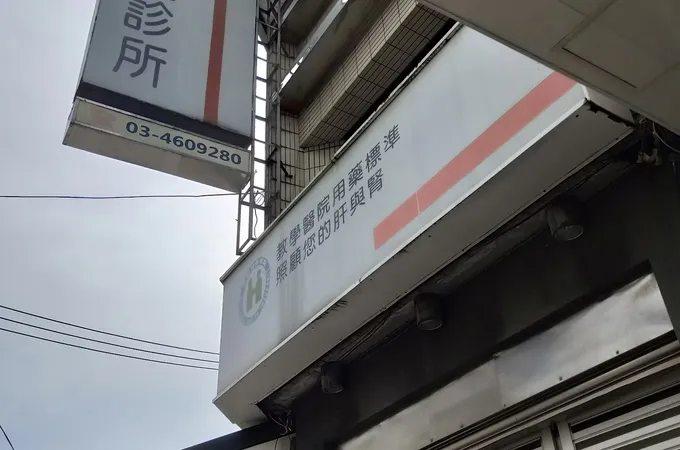 診所
03-4609280
教學醫院用藥標準
照顧您的肝與腎
H